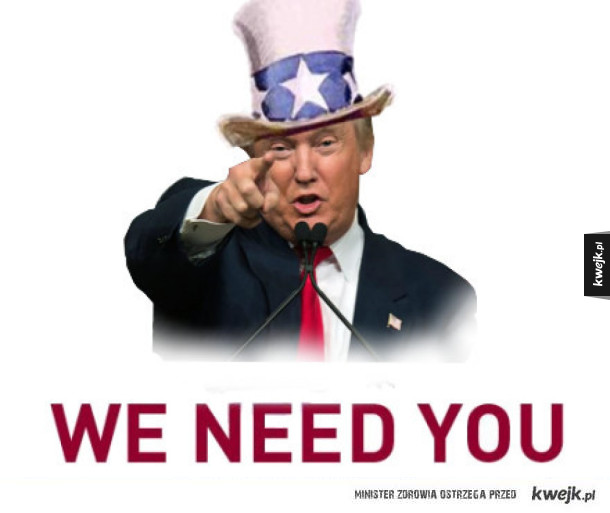 kwejk.pl
WE NEED YOU
MINISTER ZDROWIA OSTRZEGA PRZED kwejk.pl